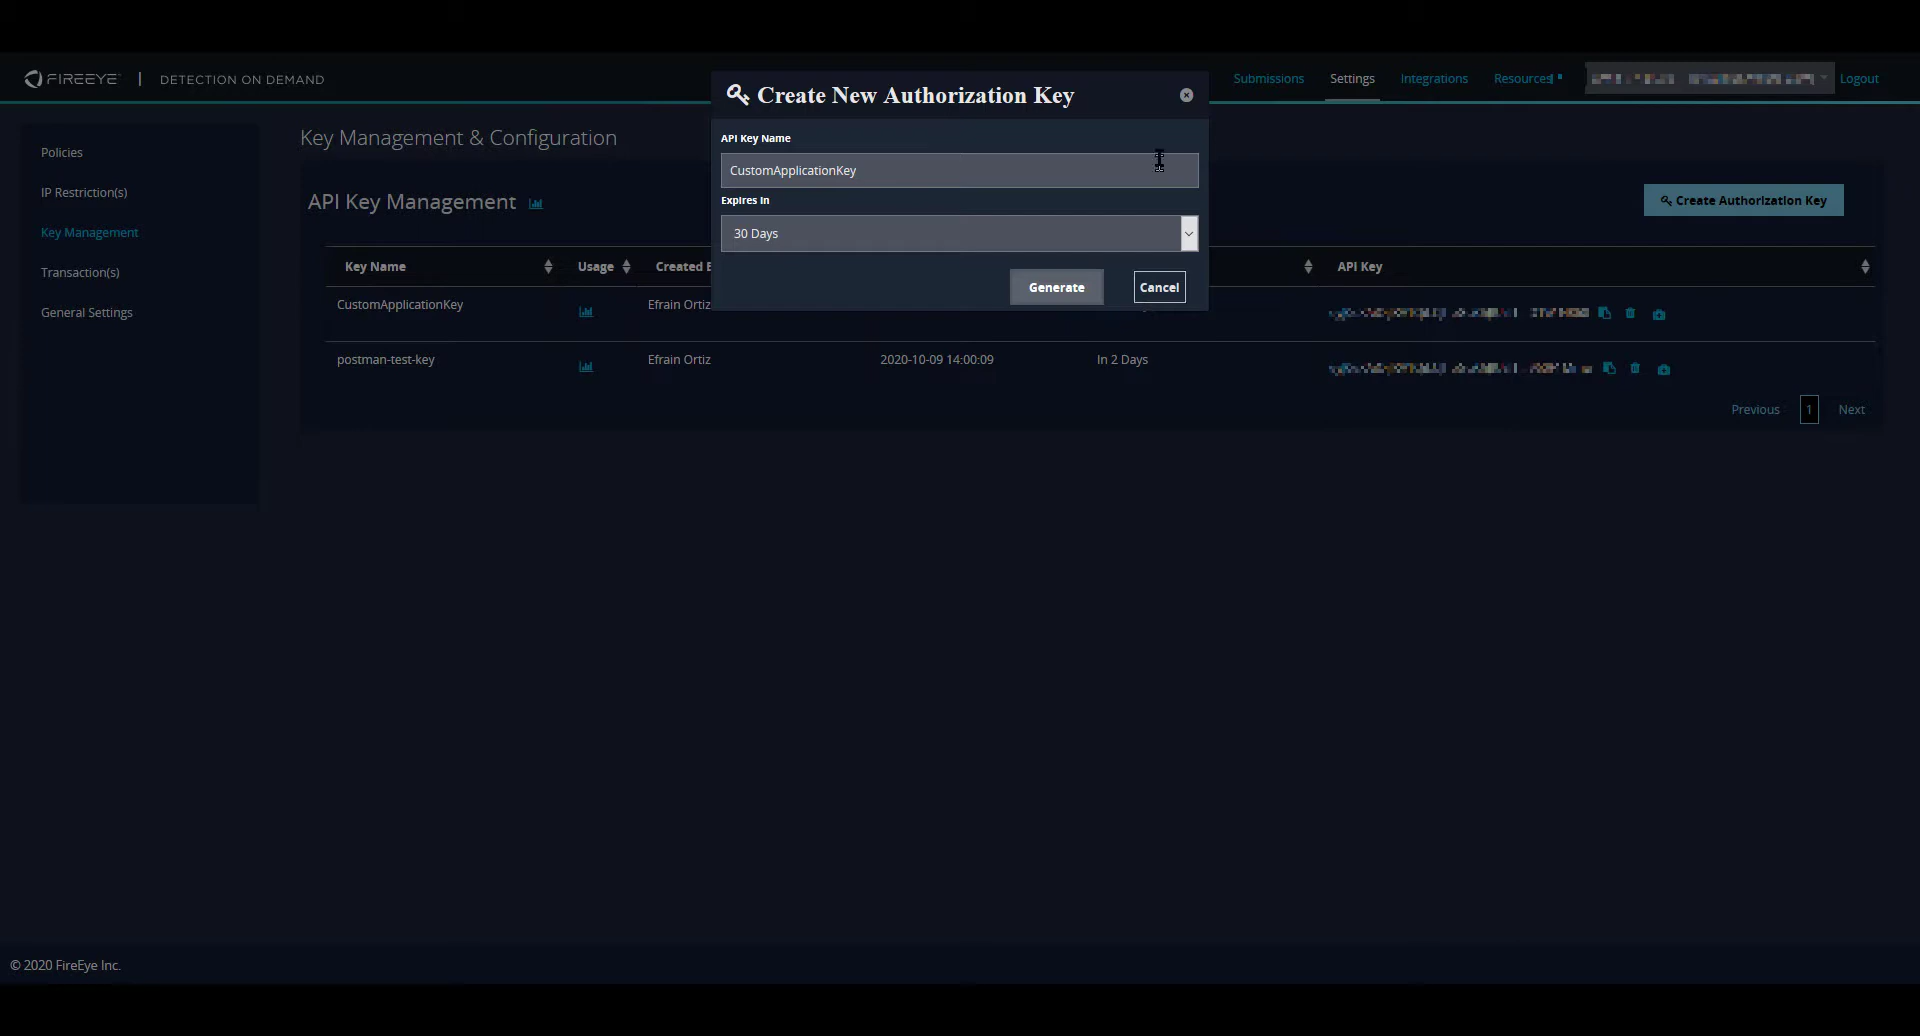 FIREEYE | DETECTION ON DEMAND
Submissions Settings Integrations Resources Logout
Create New Authorization Key
API Key Name
CustomApplicationKey
Expires In
30 Days
Generate Cancel
Policies
IP Restriction(s)
Key Management
Transaction(s)
General Settings
Key Management & Configuration
API Key Management
Create Authorization Key
Key Name Usage Created API Key
CustomApplicationKey Efrain Ortiz
postman-test-key Efrain Ortiz 2020-10-09 14:00:09 In 2 Days
Previous 1 Next
© 2020 FireEye Inc.